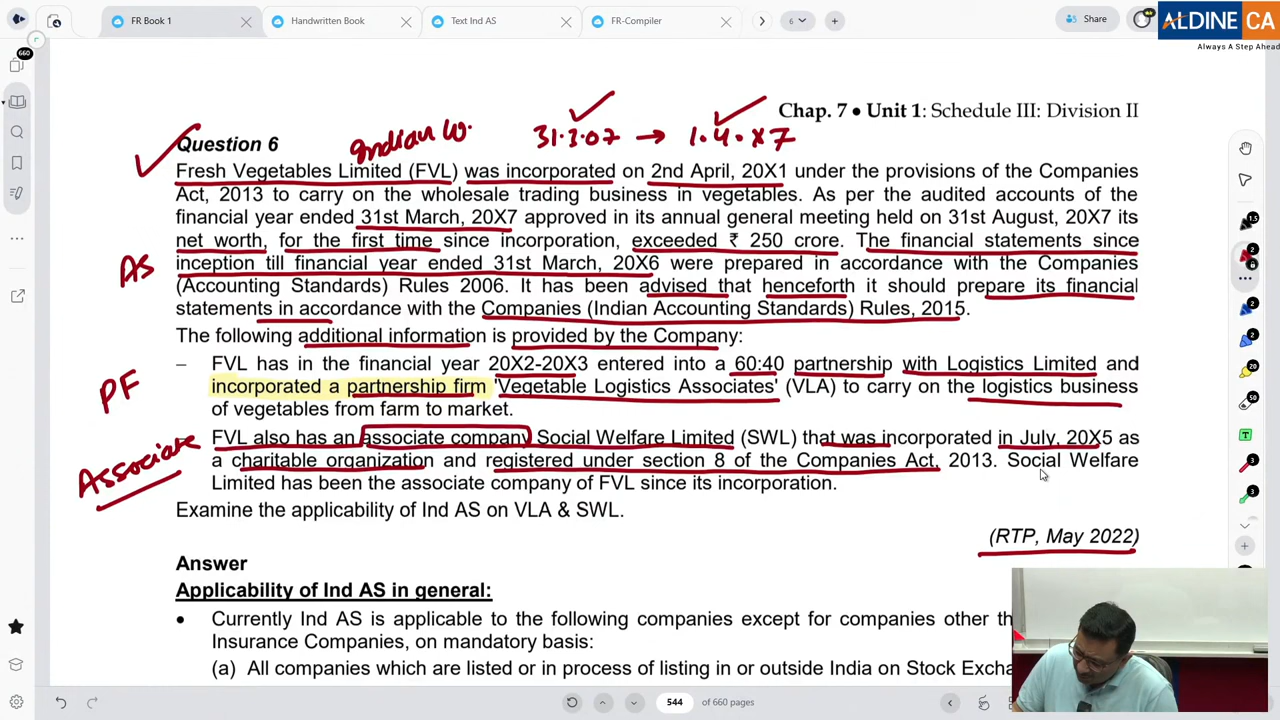 FR Book 1
Handwritten Book
Text Ind AS
FR-Compiler
6
Share
ALDINE CA
Always A Step Ahead
660
Chap. 7 • Unit 1: Schedule III: Division II
31.3.07 → 1.4.X7
Question 6
Fresh Vegetables Limited (FVL) was incorporated on 2nd April, 20X1 under the provisions of the Companies
Act, 2013 to carry on the wholesale trading business in vegetables. As per the audited accounts of the
financial year ended 31st March, 20X7 approved in its annual general meeting held on 31st August, 20X7 its
net worth, for the first time since incorporation, exceeded ₹ 250 crore. The financial statements since
AS
inception till financial year ended 31st March, 20X6 were prepared in accordance with the Companies
(Accounting Standards) Rules 2006. It has been advised that henceforth it should prepare its financial
statements in accordance with the Companies (Indian Accounting Standards) Rules, 2015.
The following additional information is provided by the Company:
– FVL has in the financial year 20X2-20X3 entered into a 60:40 partnership with Logistics Limited and
PF
incorporated a partnership firm 'Vegetable Logistics Associates' (VLA) to carry on the logistics business
of vegetables from farm to market.
FVL also has an associate company Social Welfare Limited (SWL) that was incorporated in July, 20X5 as
Associate
a charitable organization and registered under section 8 of the Companies Act, 2013. Social Welfare
Limited has been the associate company of FVL since its incorporation.
Examine the applicability of Ind AS on VLA & SWL.
(RTP, May 2022)
Answer
Applicability of Ind AS in general:
• Currently Ind AS is applicable to the following companies except for companies other th
Insurance Companies, on mandatory basis:
(a) All companies which are listed or in process of listing in or outside India on Stock Excha
544 of 660 pages
1.5
2
2
2
20
50
3
3